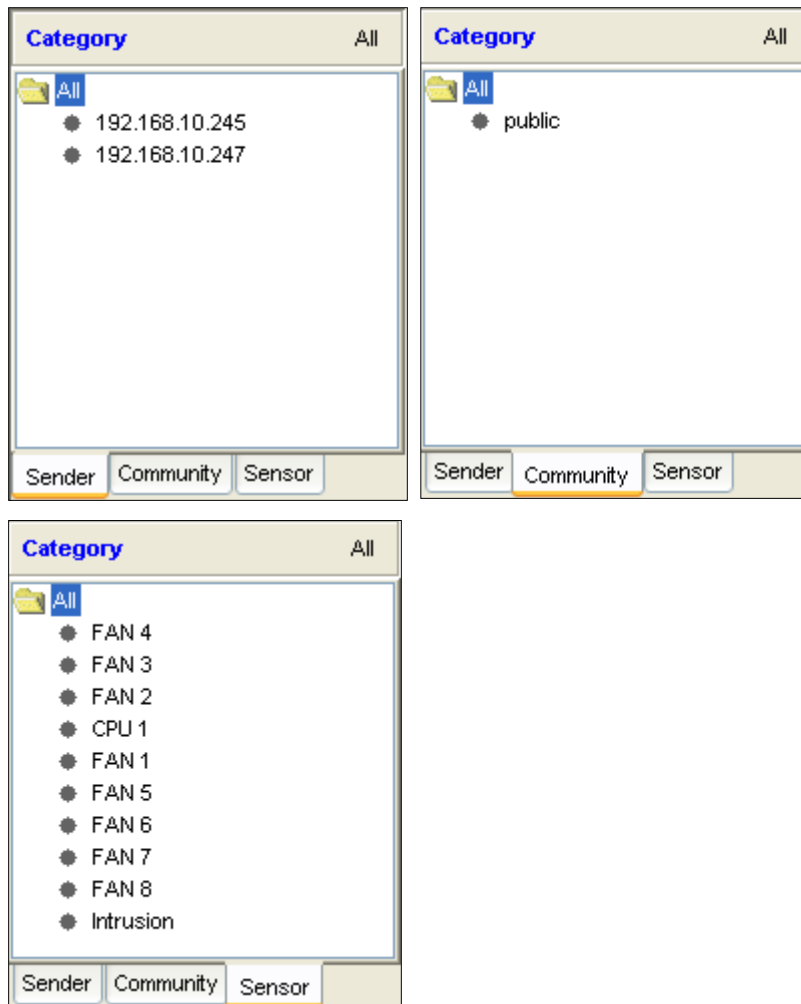 Category All
All
192.168.10.245
192.168.10.247
Sender Community Sensor
Category All
All
public
Sender Community Sensor
Category All
All
FAN 4
FAN 3
FAN 2
CPU 1
FAN 1
FAN 5
FAN 6
FAN 7
FAN 8
Intrusion
Sender Community Sensor